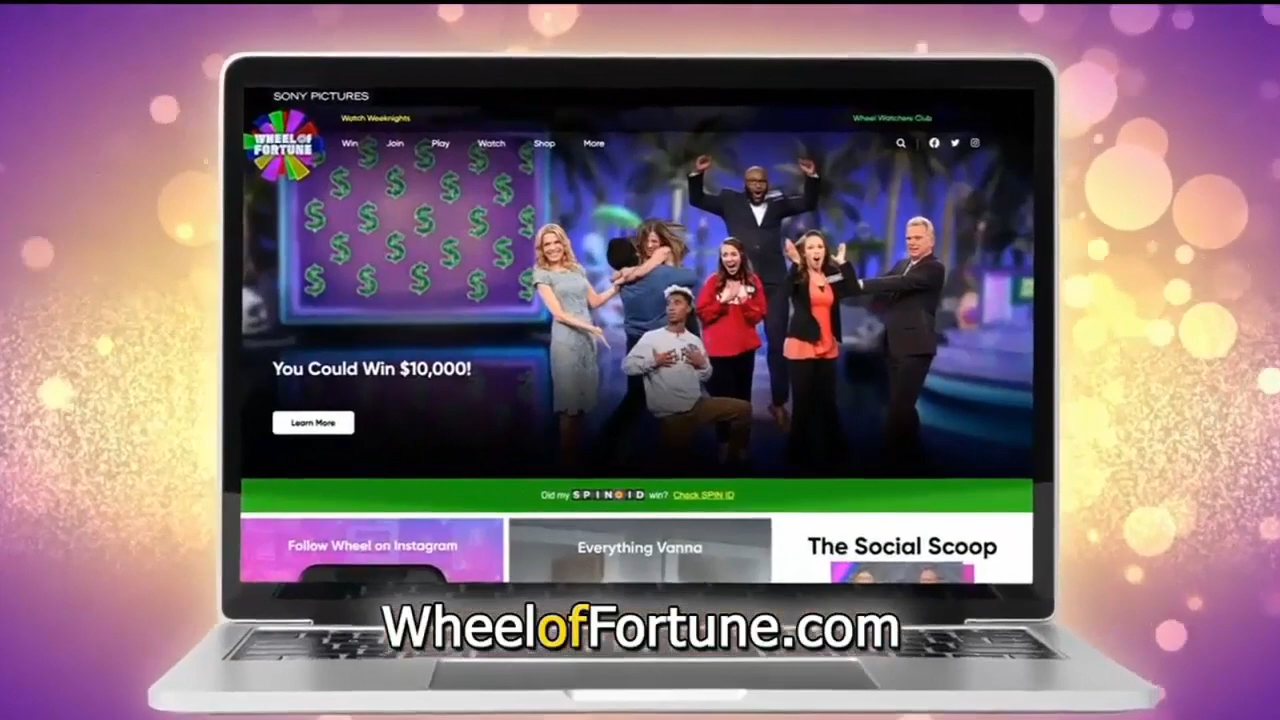 SONY PICTURES
Watch Weeknights
Wheel Watchers Club
WHEEL OF
FORTUNE
Win Join Play Watch Shop More
$ $ $ $ $ $ $ $ $ $ $ $ $ $ $ $ $ $ $ $
You Could Win $10,000!
Learn More
Did my SPIN ID win? Check SPIN ID
Follow Wheel on Instagram
Everything Vanna
The Social Scoop
WheelofFortune.com